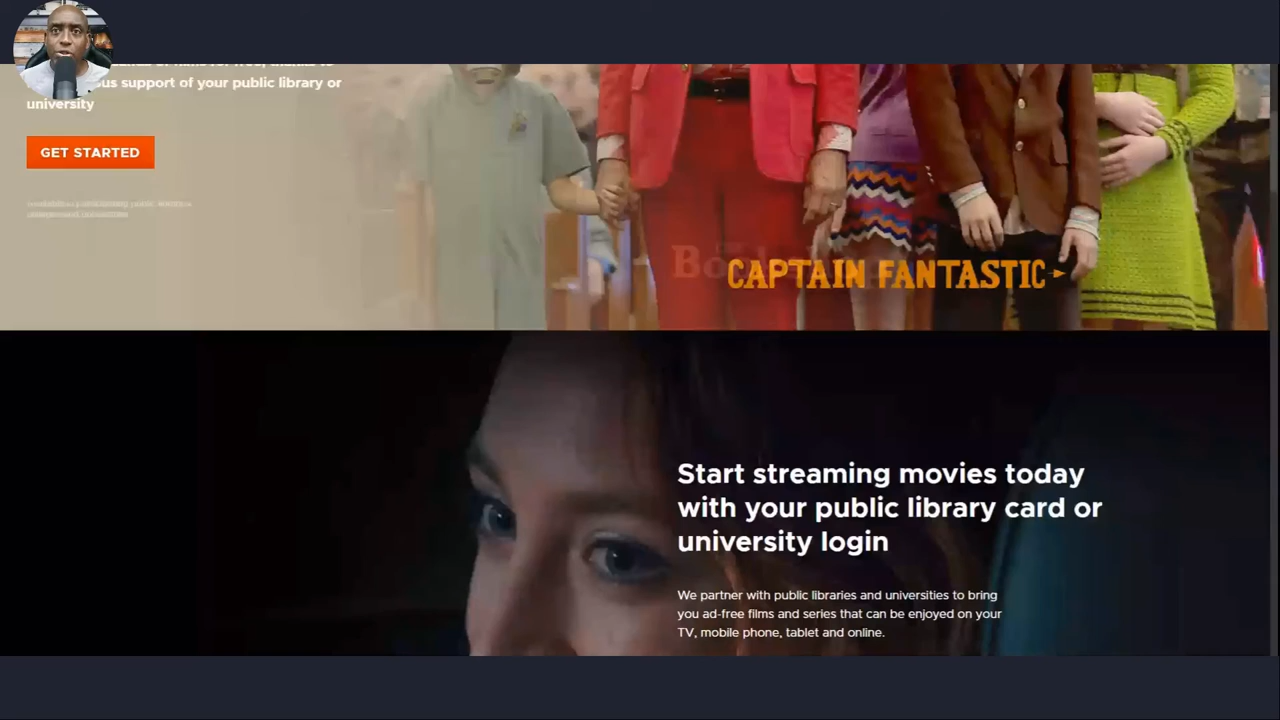 support of your public library or
university
GET STARTED
CAPTAIN FANTASTIC
Start streaming movies today
with your public library card or
university login
We partner with public libraries and universities to bring
you ad-free films and series that can be enjoyed on your
TV, mobile phone, tablet and online.